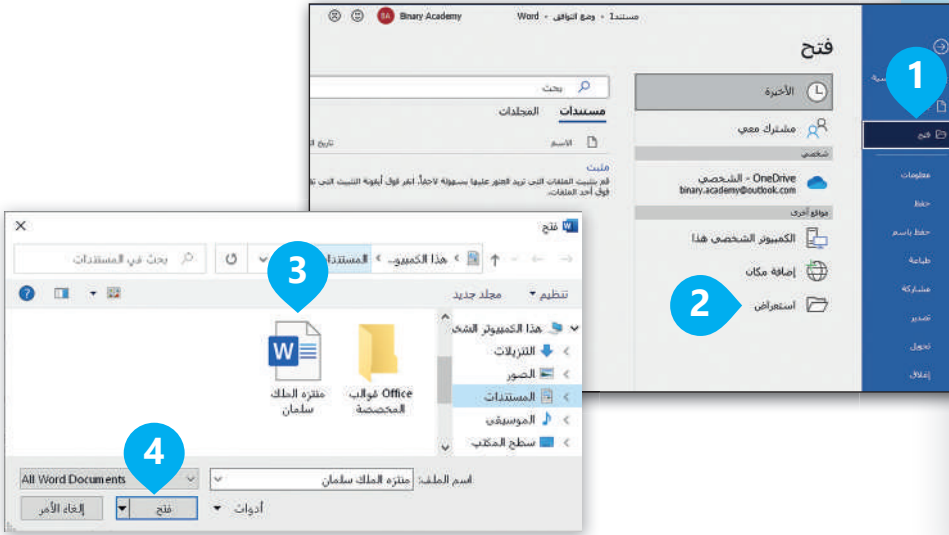 مستند1 - وضع التوافق - Word
Binary Academy
BA
فتح
1
فتح
معلومات
حفظ
حفظ باسم
طباعة
مشاركة
تصدير
تحويل
إغلاق
الأخيرة
مشترك معي
شخصي
OneDrive - الشخصي
binary.academy@outlook.com
مواقع أخرى
الكمبيوتر الشخصي هذا
إضافة مكان
استعراض
2
بحث
مستندات المجلدات
الاسم
تاريخ
مثبت
قم بتثبيت الملفات التي تريد العثور عليها بسهولة لاحقاً. انقر فوق أيقونة التثبيت التي
فوق أحد الملفات.
فتح
هذا الكمبيو... المستندا
بحث في المستندات
3
تنظيم مجلد جديد
هذا الكمبيوتر الشخ
التنزيلات
الصور
المستندات
الموسيقى
سطح المكتب
Office قوالب
المخصصة
منتزه الملك
سلمان
4
اسم الملف: منتزه الملك سلمان
All Word Documents
أدوات
فتح
إلغاء الأمر